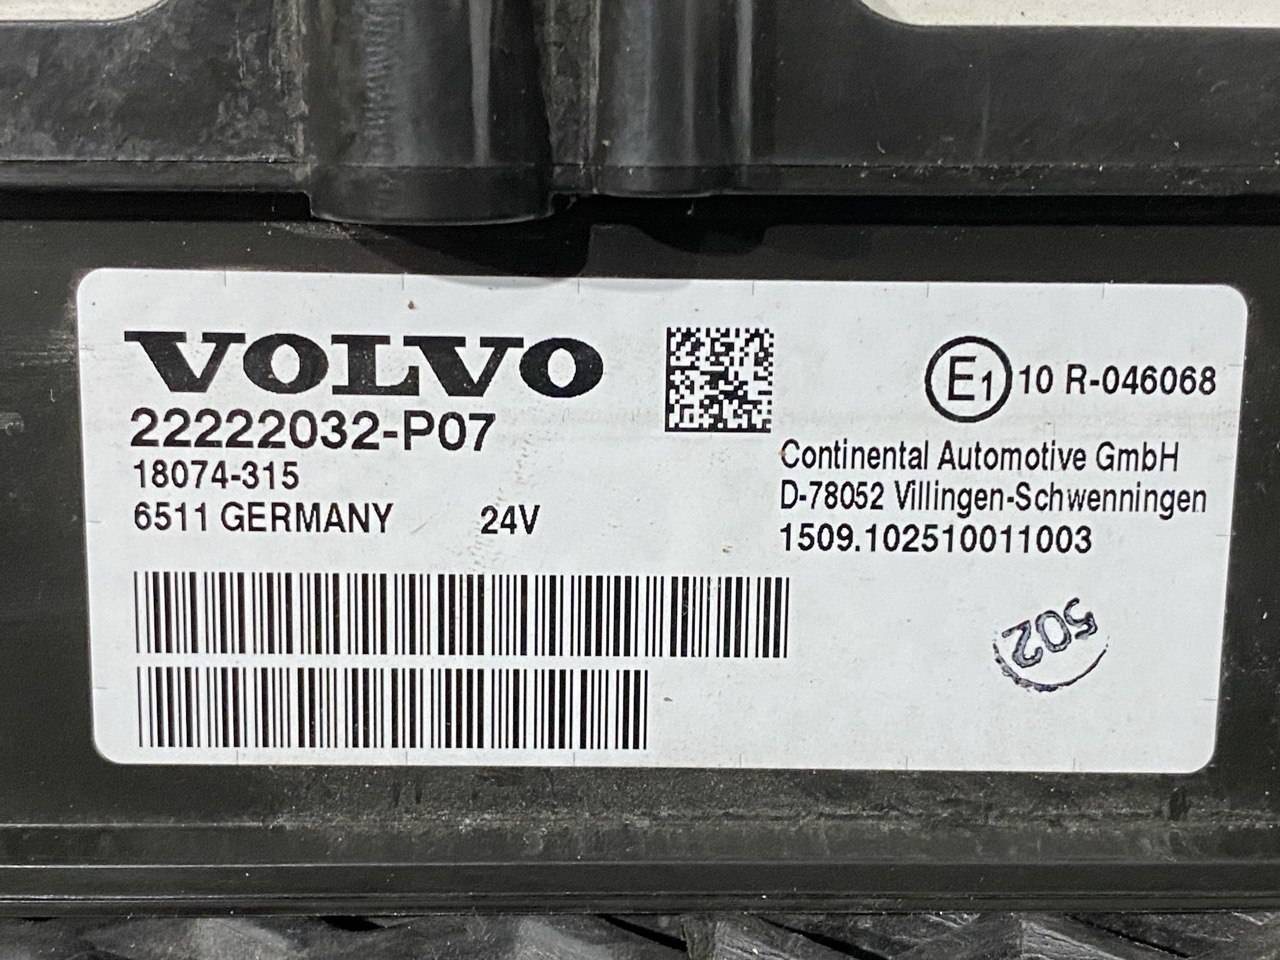 VOLVO
22222032-P07
18074-315
6511 GERMANY 24V
E1 10 R-046068
Continental Automotive GmbH
D-78052 Villingen-Schwenningen
1509.102510011003
502